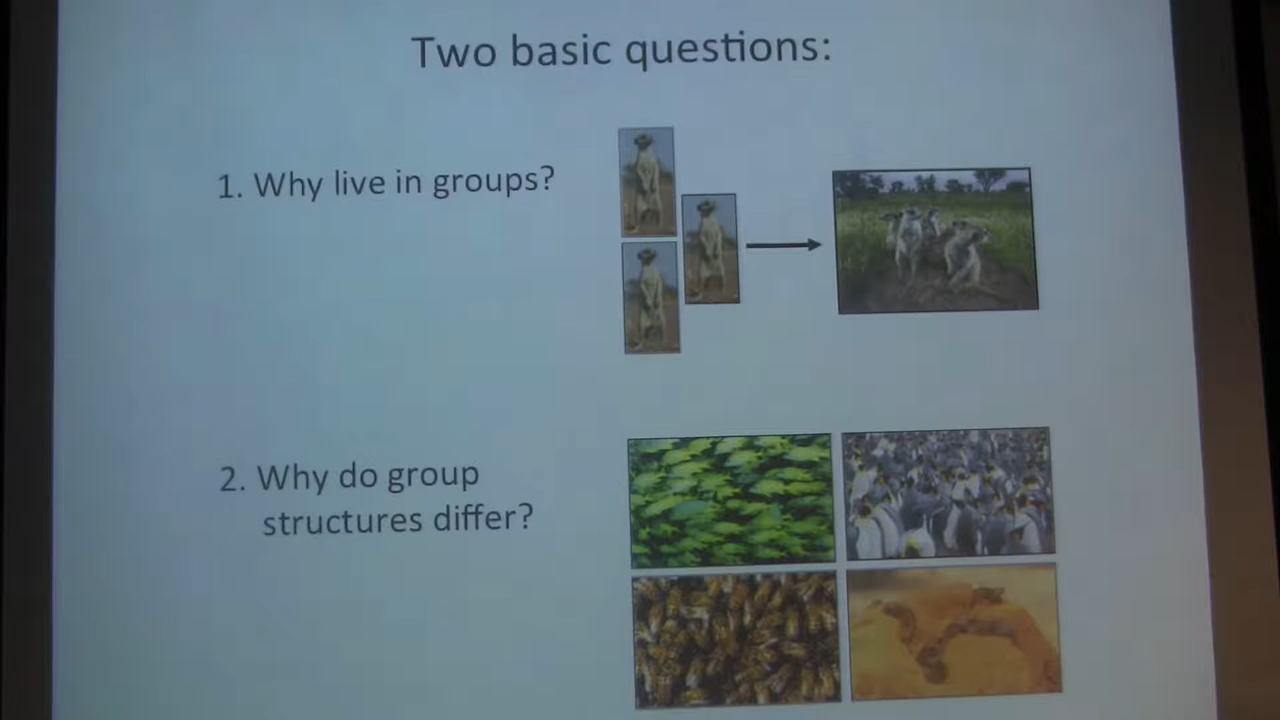 Two basic questions:
1. Why live in groups?
2. Why do group
structures differ?